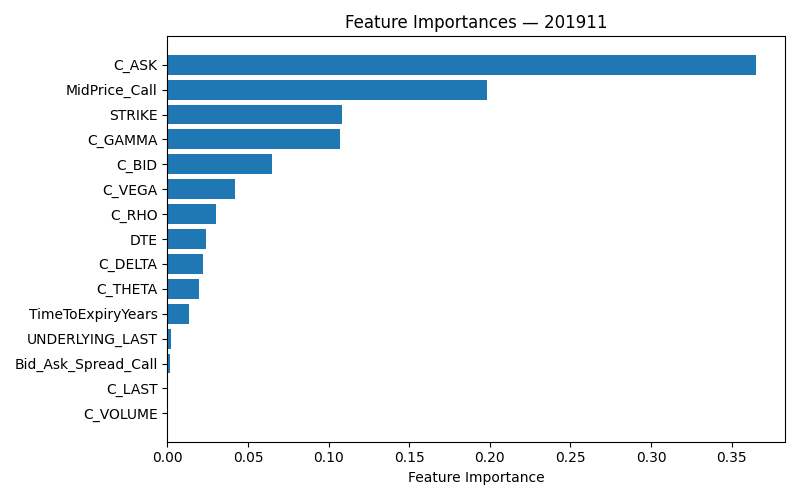 Feature Importances — 201911
C_ASK
MidPrice_Call
STRIKE
C_GAMMA
C_BID
C_VEGA
C_RHO
DTE
C_DELTA
C_THETA
TimeToExpiryYears
UNDERLYING_LAST
Bid_Ask_Spread_Call
C_LAST
C_VOLUME
0.00 0.05 0.10 0.15 0.20 0.25 0.30 0.35
Feature Importance